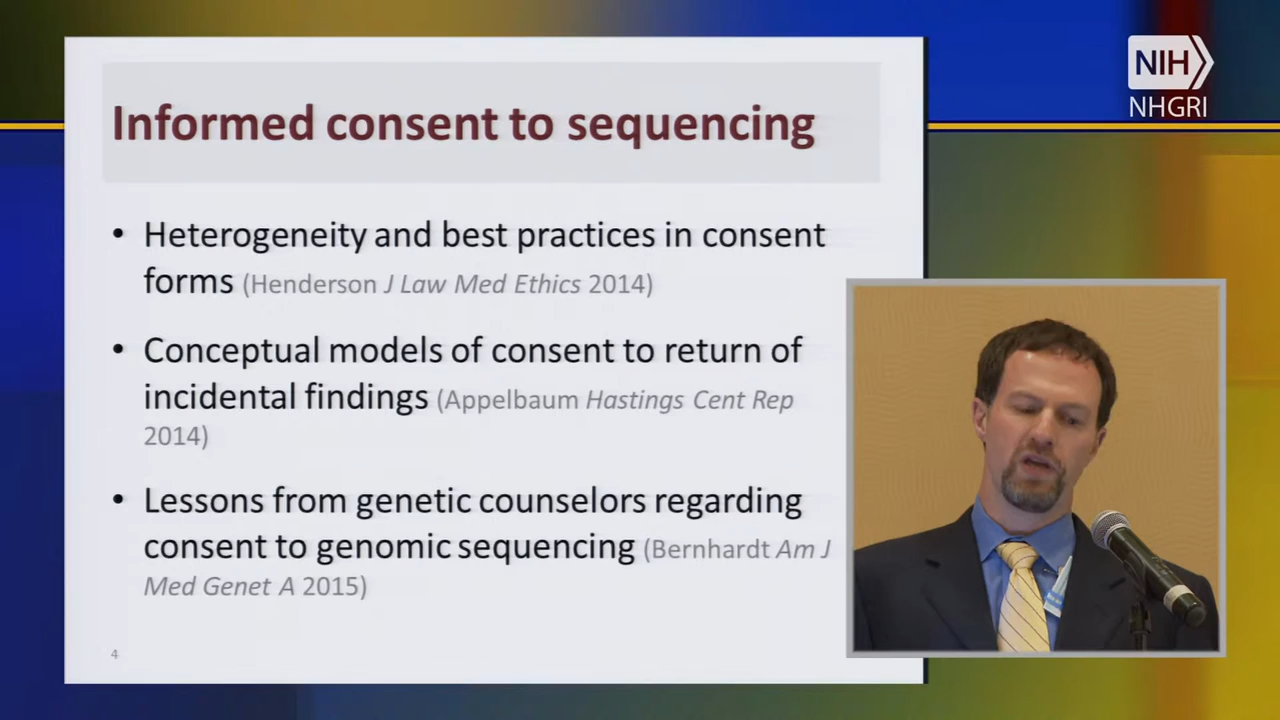 NIH
NHGRI
Informed consent to sequencing
• Heterogeneity and best practices in consent
forms (Henderson J Law Med Ethics 2014)
• Conceptual models of consent to return of
incidental findings (Appelbaum Hastings Cent Rep
2014)
• Lessons from genetic counselors regarding
consent to genomic sequencing (Bernhardt Am J
Med Genet A 2015)
4